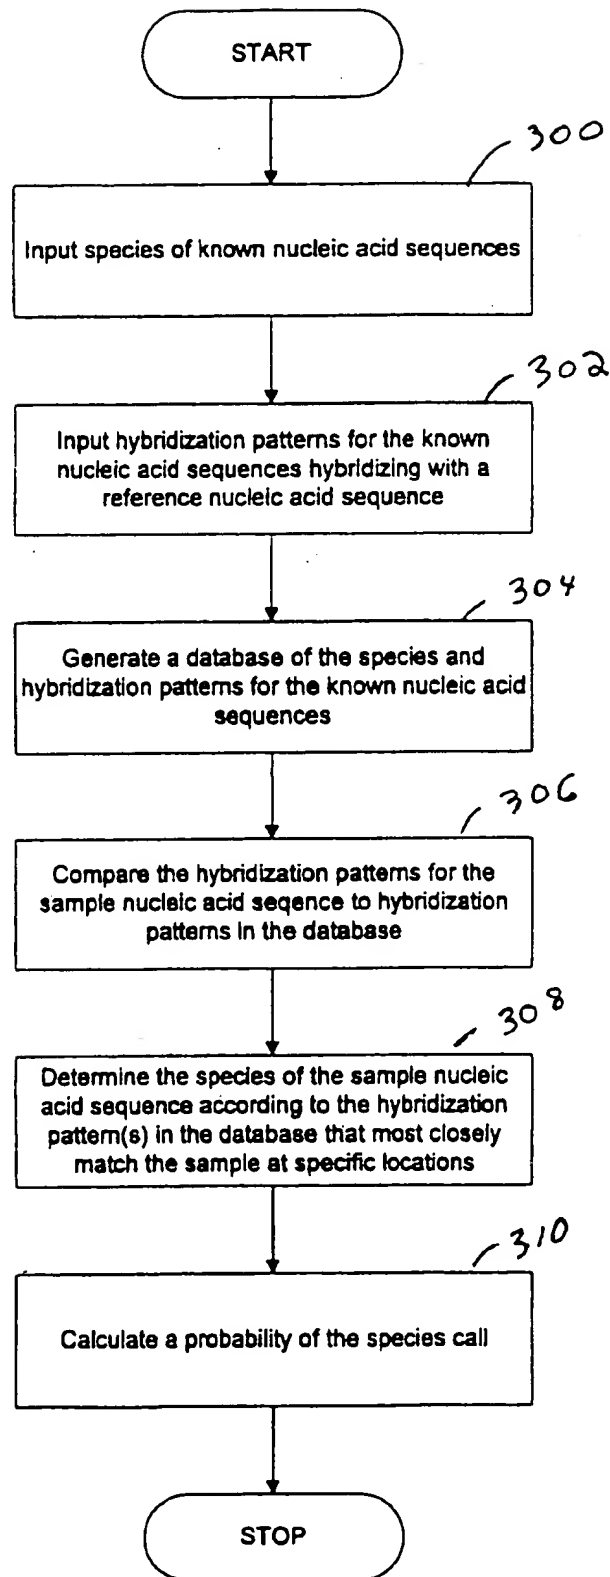 START
300
Input species of known nucleic acid sequences
302
Input hybridization patterns for the known
nucleic acid sequences hybridizing with a
reference nucleic acid sequence
304
Generate a database of the species and
hybridization patterns for the known nucleic acid
sequences
306
Compare the hybridization patterns for the
sample nucleic acid seqence to hybridization
patterns in the database
308
Determine the species of the sample nucleic
acid sequence according to the hybridization
pattern(s) in the database that most closely
match the sample at specific locations
310
Calculate a probability of the species call
STOP